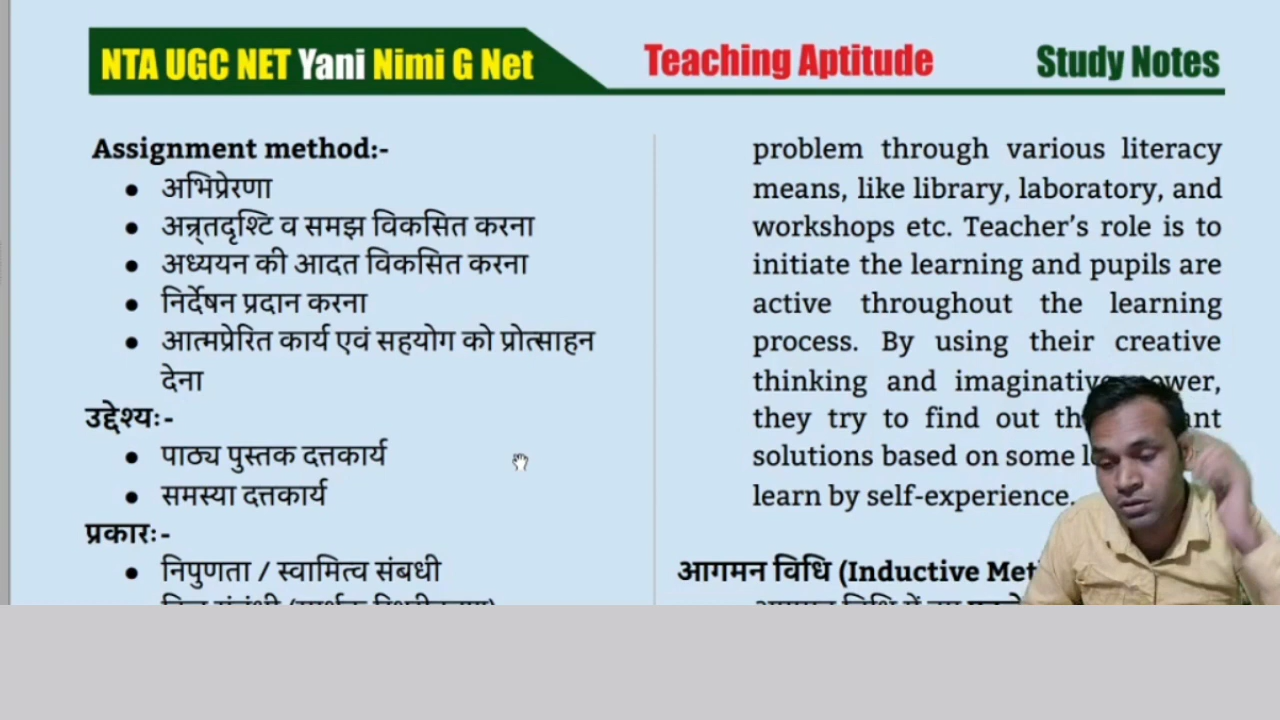 NTA UGC NET Yani Nimi G Net
Teaching Aptitude
Study Notes
Assignment method:-
• अभिप्रेरणा
• अन्र्तदृश्टि व समझ विकसित करना
• अध्ययन की आदत विकसित करना
• निर्देषन प्रदान करना
• आत्मप्रेरित कार्य एवं सहयोग को प्रोत्साहन
देना
उद्देश्यः-
• पाठ्य पुस्तक दत्तकार्य
• समस्या दत्तकार्य
प्रकारः-
• निपुणता / स्वामित्व संबधी
problem through various literacy
means, like library, laboratory, and
workshops etc. Teacher's role is to
initiate the learning and pupils are
active throughout the learning
process. By using their creative
thinking and imaginative
they try to find out
solutions based on some
learn by self-experience.
आगमन विधि (Inductive